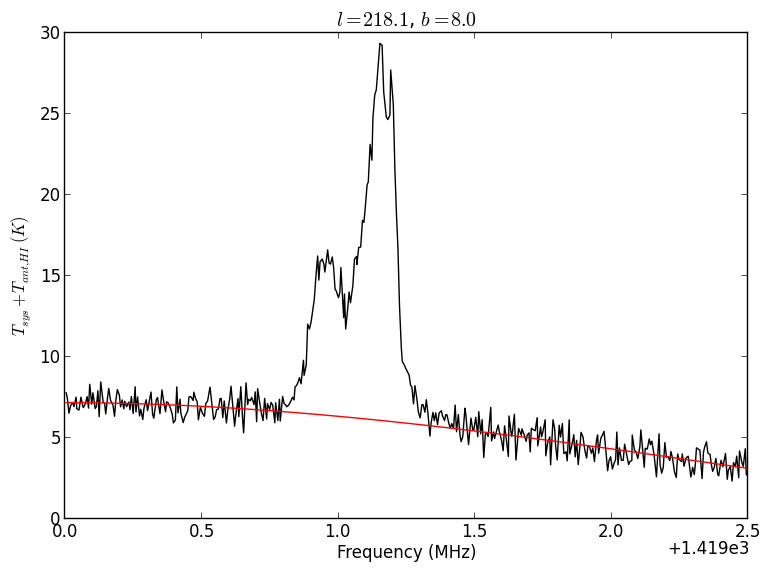 l = 218.1, b = 8.0
30
25
20
15
10
5
0
T_sys + T_ant,HI (K)
0.0 0.5 1.0 1.5 2.0 2.5
Frequency (MHz)
+1.419e3